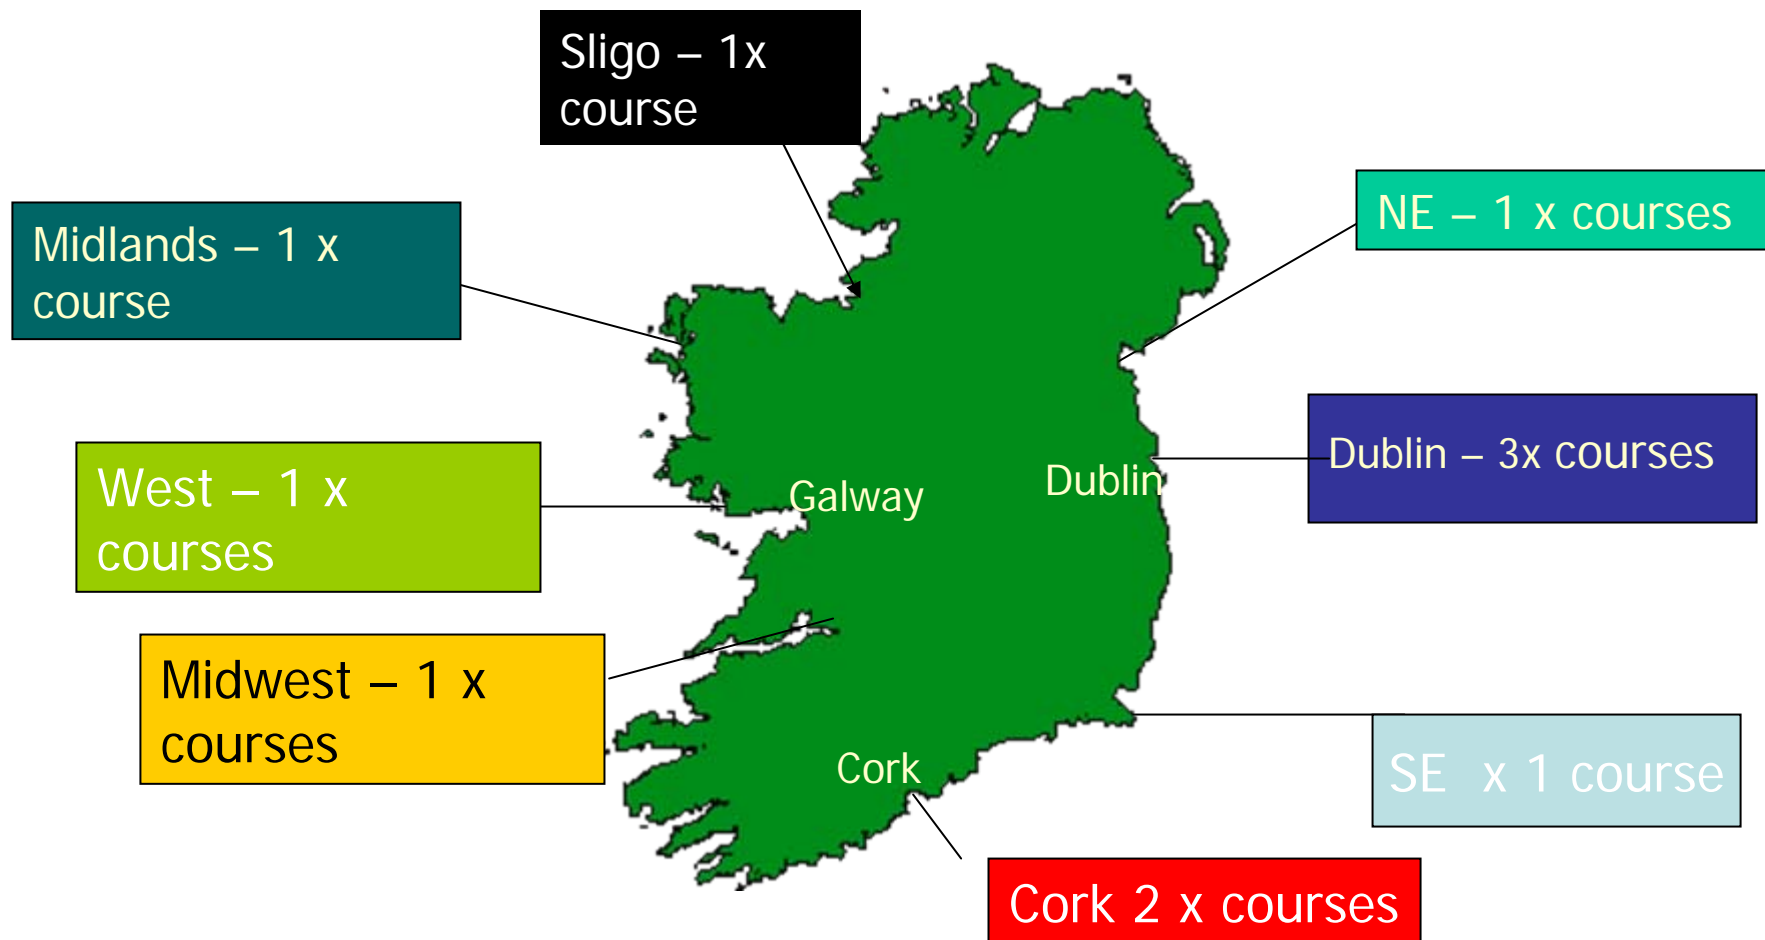 Sligo – 1x
course
Midlands – 1 x
course
NE – 1 x courses
Dublin – 3x courses
West – 1 x
courses
Galway
Dublin
Midwest – 1 x
courses
Cork
SE  x 1 course
Cork 2 x courses